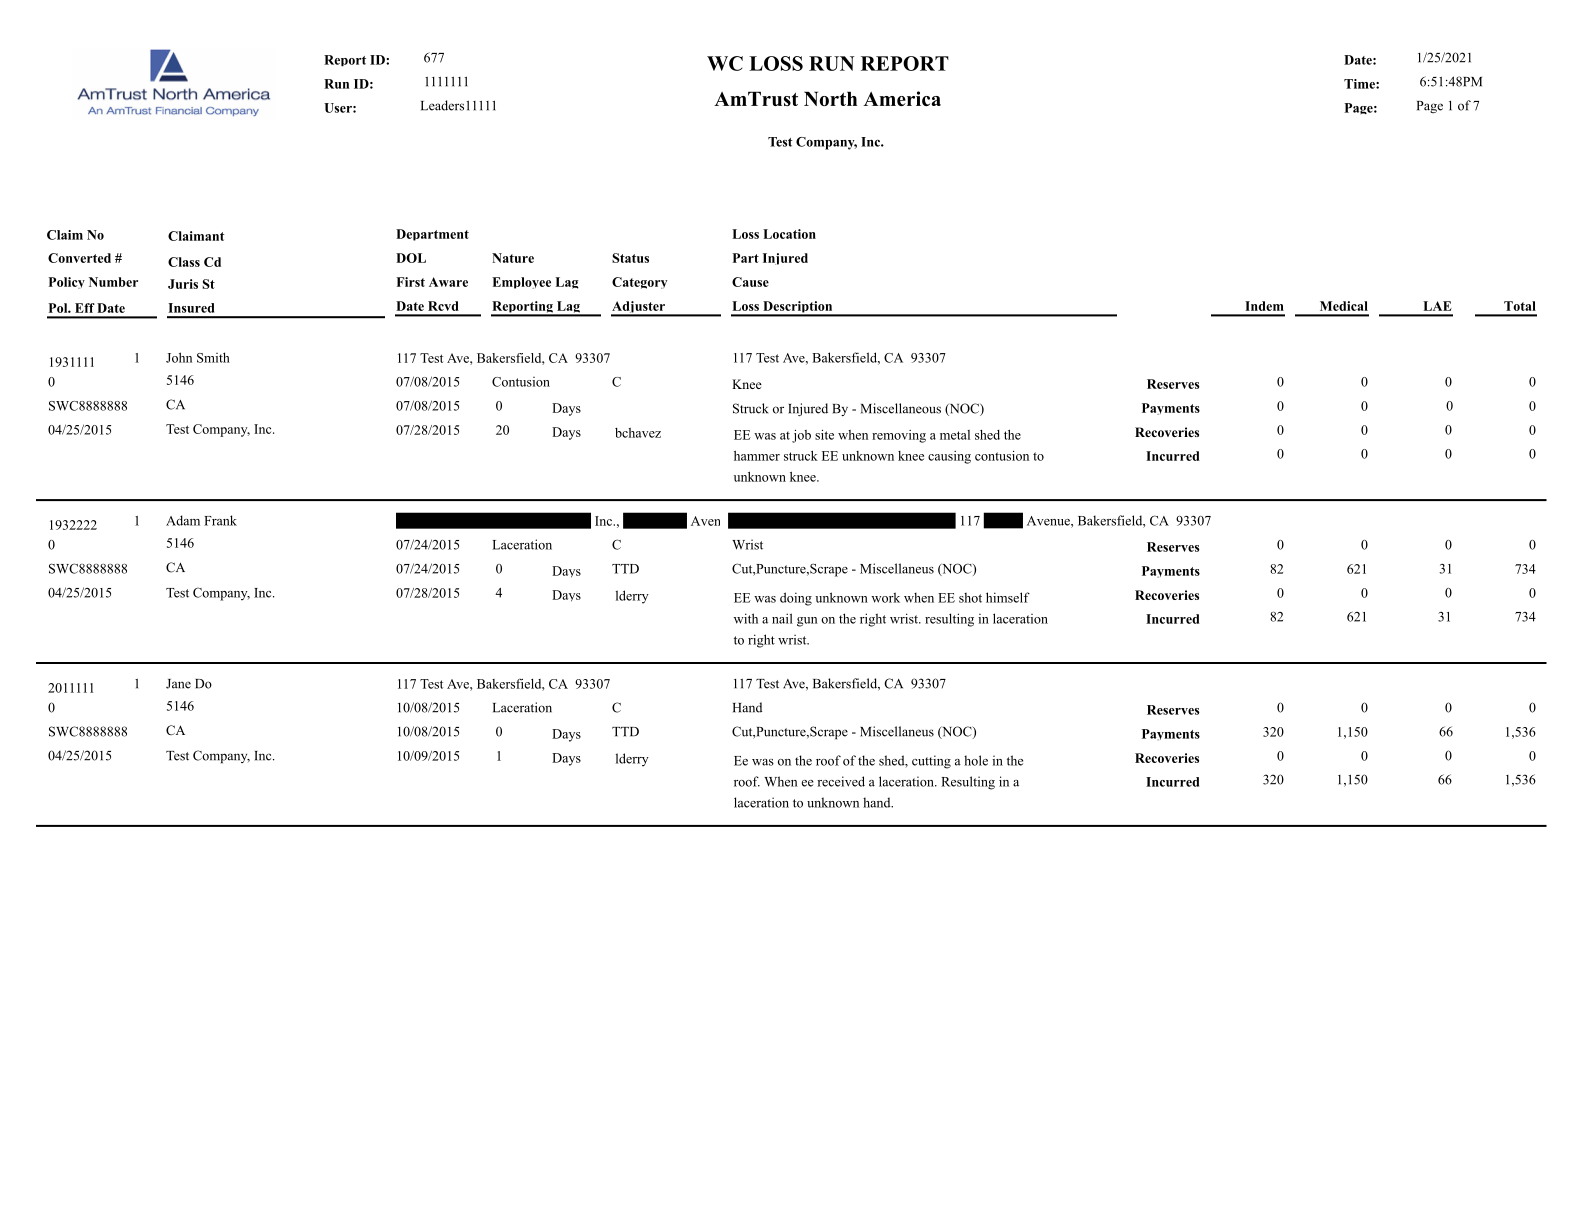 AmTrust North America
An AmTrust Financial Company
Report ID: 677
Run ID: 1111111
User: Leaders11111
WC LOSS RUN REPORT
AmTrust North America
Test Company, Inc.
Date: 1/25/2021
Time: 6:51:48PM
Page: Page 1 of 7
Claim No Claimant Department Loss Location
Converted # Class Cd DOL Nature Status Part Injured
Policy Number Juris St First Aware Employee Lag Category Cause
Pol. Eff Date Insured Date Rcvd Reporting Lag Adjuster Loss Description Indem Medical LAE Total
1931111 1 John Smith 117 Test Ave, Bakersfield, CA 93307 117 Test Ave, Bakersfield, CA 93307
0 5146 07/08/2015 Contusion C Knee Reserves 0 0 0 0
SWC8888888 CA 07/08/2015 0 Days Struck or Injured By - Miscellaneous (NOC) Payments 0 0 0 0
04/25/2015 Test Company, Inc. 07/28/2015 20 Days bchavez EE was at job site when removing a metal shed the Recoveries 0 0 0 0
hammer struck EE unknown knee causing contusion to Incurred 0 0 0 0
unknown knee.
1932222 1 Adam Frank Inc., Aven 117 Avenue, Bakersfield, CA 93307
0 5146 07/24/2015 Laceration C Wrist Reserves 0 0 0 0
SWC8888888 CA 07/24/2015 0 Days TTD Cut,Puncture,Scrape - Miscellaneus (NOC) Payments 82 621 31 734
04/25/2015 Test Company, Inc. 07/28/2015 4 Days lderry EE was doing unknown work when EE shot himself Recoveries 0 0 0 0
with a nail gun on the right wrist. resulting in laceration Incurred 82 621 31 734
to right wrist.
2011111 1 Jane Do 117 Test Ave, Bakersfield, CA 93307 117 Test Ave, Bakersfield, CA 93307
0 5146 10/08/2015 Laceration C Hand Reserves 0 0 0 0
SWC8888888 CA 10/08/2015 0 Days TTD Cut,Puncture,Scrape - Miscellaneus (NOC) Payments 320 1,150 66 1,536
04/25/2015 Test Company, Inc. 10/09/2015 1 Days lderry Ee was on the roof of the shed, cutting a hole in the Recoveries 0 0 0 0
roof. When ee received a laceration. Resulting in a Incurred 320 1,150 66 1,536
laceration to unknown hand.